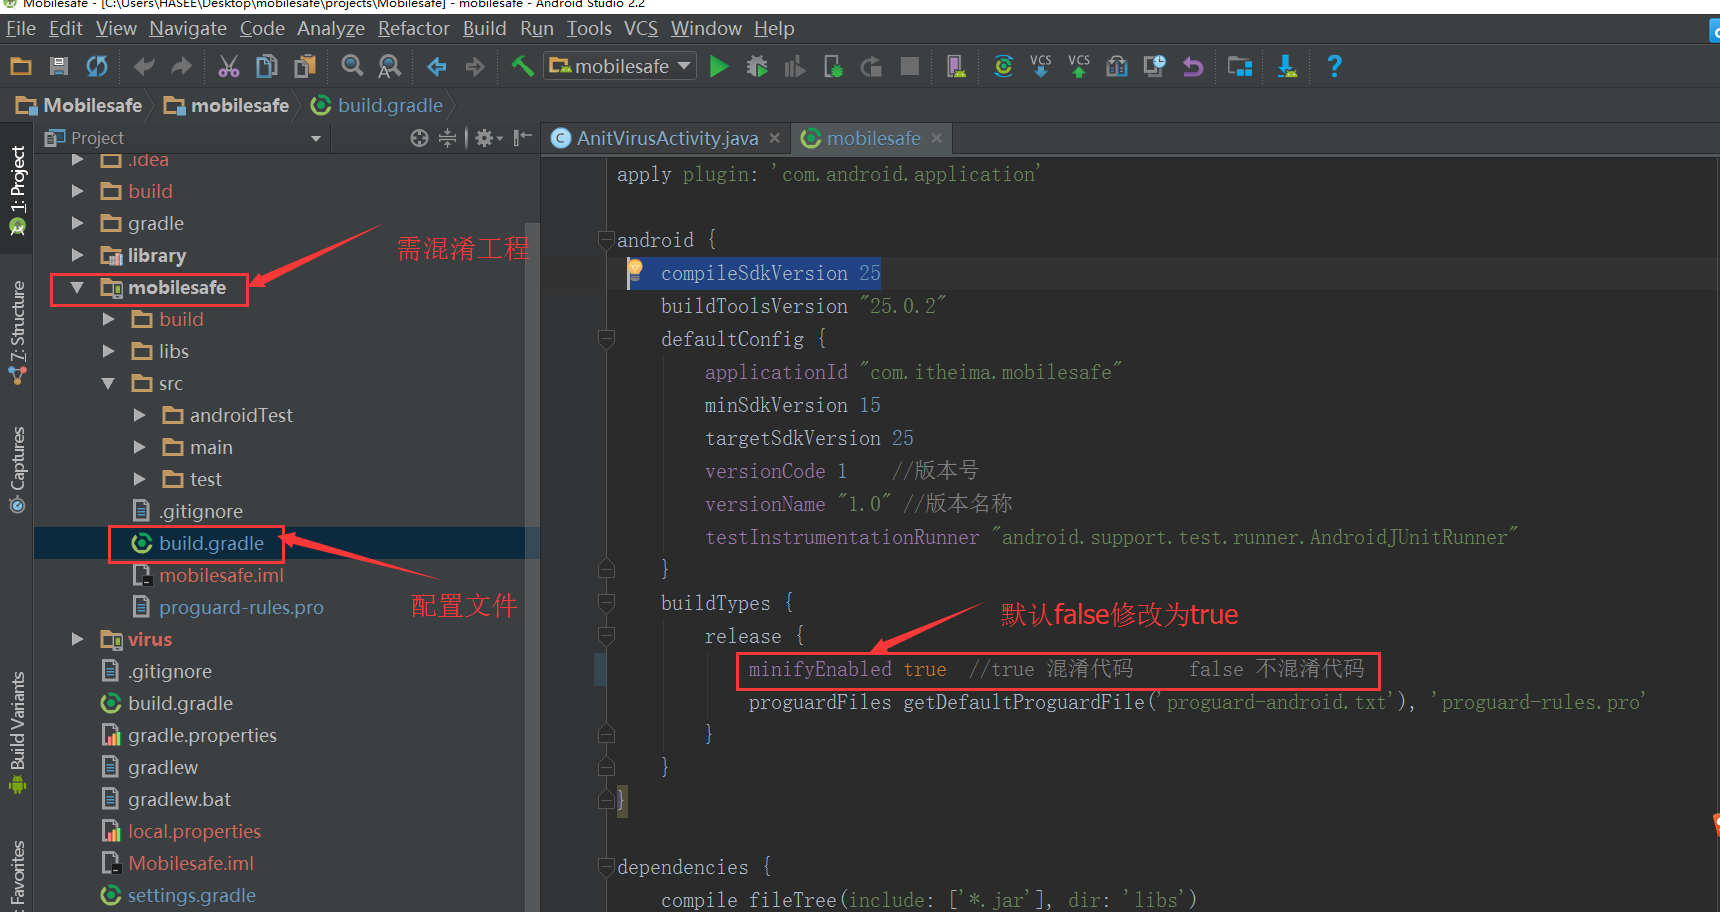 Mobilesafe - [C:\Users\HASEE\Desktop\mobilesafe\projects\Mobilesafe] - mobilesafe - Android Studio 2.2
File Edit View Navigate Code Analyze Refactor Build Run Tools VCS Window Help
mobilesafe
VCS VCS
?
Mobilesafe mobilesafe build.gradle
Project
AnitVirusActivity.java
mobilesafe
1: Project
7: Structure
Captures
Build Variants
Favorites
.idea
build
gradle
library
mobilesafe
build
libs
src
androidTest
main
test
.gitignore
build.gradle
mobilesafe.iml
proguard-rules.pro
virus
.gitignore
build.gradle
gradle.properties
gradlew
gradlew.bat
local.properties
Mobilesafe.iml
settings.gradle
需混淆工程
配置文件
apply plugin: 'com.android.application'
android {
compileSdkVersion 25
buildToolsVersion "25.0.2"
defaultConfig {
applicationId "com.itheima.mobilesafe"
minSdkVersion 15
targetSdkVersion 25
versionCode 1 //版本号
versionName "1.0" //版本名称
testInstrumentationRunner "android.support.test.runner.AndroidJUnitRunner"
}
buildTypes {
默认false修改为true
release {
minifyEnabled true //true 混淆代码 false 不混淆代码
proguardFiles getDefaultProguardFile('proguard-android.txt'), 'proguard-rules.pro'
}
}
}
dependencies {
compile fileTree(include: ['*.jar'], dir: 'libs')